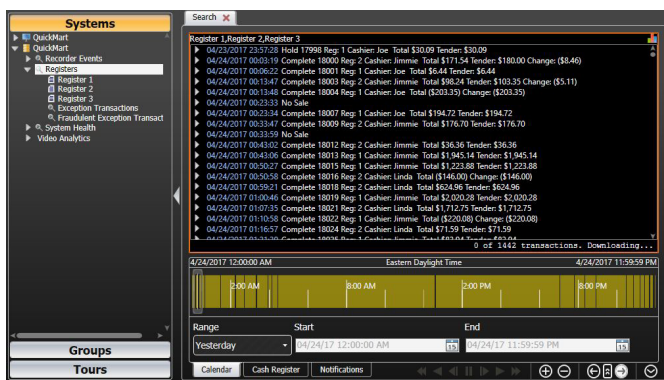 Systems
QuickMart
QuickMart
Recorder Events
Registers
Register 1
Register 2
Register 3
Exception Transactions
Fraudulent Exception Transact
System Health
Video Analytics
Groups
Tours
Search
Register 1,Register 2,Register 3
04/23/2017 23:57:28 Hold 17998 Reg: 1 Cashier: Joe Total $30.09 Tender: $30.09
04/24/2017 00:03:19 Complete 18000 Reg: 2 Cashier: Jimmie Total $171.54 Tender: $180.00 Change: ($8.46)
04/24/2017 00:06:22 Complete 18001 Reg: 1 Cashier: Joe Total $6.44 Tender: $6.44
04/24/2017 00:13:47 Complete 18003 Reg: 2 Cashier: Jimmie Total $98.24 Tender: $103.35 Change: ($5.11)
04/24/2017 00:13:48 Complete 18004 Reg: 1 Cashier: Joe Total ($203.35) Change: ($203.35)
04/24/2017 00:23:33 No Sale
04/24/2017 00:23:34 Complete 18007 Reg: 1 Cashier: Joe Total $194.72 Tender: $194.72
04/24/2017 00:33:47 Complete 18009 Reg: 2 Cashier: Jimmie Total $176.70 Tender: $176.70
04/24/2017 00:33:59 No Sale
04/24/2017 00:43:02 Complete 18012 Reg: 2 Cashier: Jimmie Total $36.36 Tender: $36.36
04/24/2017 00:43:06 Complete 18013 Reg: 1 Cashier: Jimmie Total $1,945.14 Tender: $1,945.14
04/24/2017 00:50:27 Complete 18015 Reg: 1 Cashier: Jimmie Total $1,223.88 Tender: $1,223.88
04/24/2017 00:50:58 Complete 18016 Reg: 2 Cashier: Linda Total ($146.00) Change: ($146.00)
04/24/2017 00:59:21 Complete 18018 Reg: 2 Cashier: Linda Total $624.96 Tender: $624.96
04/24/2017 01:00:46 Complete 18019 Reg: 1 Cashier: Jimmie Total $2,020.28 Tender: $2,020.28
04/24/2017 01:07:35 Complete 18021 Reg: 2 Cashier: Linda Total $1,712.75 Tender: $1,712.75
04/24/2017 01:10:58 Complete 18022 Reg: 1 Cashier: Jimmie Total ($220.08) Change: ($220.08)
04/24/2017 01:16:57 Complete 18024 Reg: 2 Cashier: Linda Total $71.59 Tender: $71.59
0 of 1442 transactions. Downloading...
4/24/2017 12:00:00 AM Eastern Daylight Time 4/24/2017 11:59:59 PM
2:00 AM 8:00 AM 2:00 PM 8:00 PM
Range Start End
Yesterday 04/24/17 12:00:00 AM 15 04/24/17 11:59:59 PM 15
Calendar Cash Register Notifications